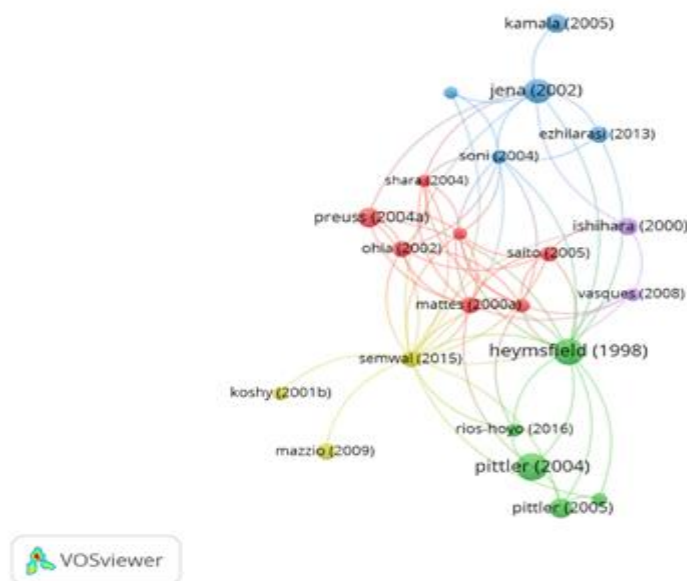 kamala (2005)
jena (2002)
ezhilarasi (2013)
soni (2004)
shara (2004)
preuss (2004a)
ishihara (2000)
ohia (2002)
saito (2005)
vasques (2008)
mattes (2000a)
heymsfield (1998)
semwal (2015)
koshy (2001b)
rios-hoyo (2016)
mazzio (2009)
pittler (2004)
pittler (2005)
VOSviewer